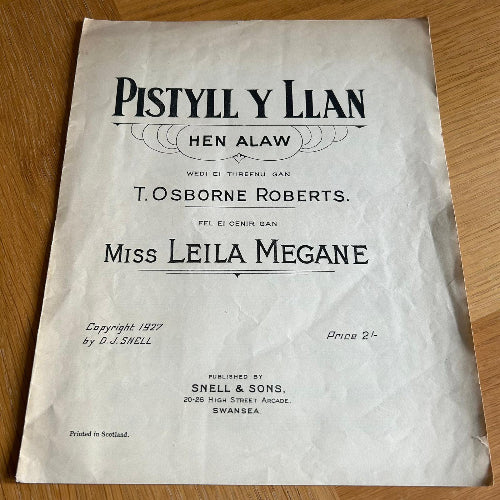 PISTYLL Y LLAN
HEN ALAW
WEDI EI THREFNU GAN
T. OSBORNE ROBERTS.
FEL EI CENIR GAN
MISS LEILA MEGANE
Copyright 1927
by D.J. SNELL
Price 2/-
PUBLISHED BY
SNELL & SONS,
20-26 HIGH STREET ARCADE,
SWANSEA
Printed in Scotland.